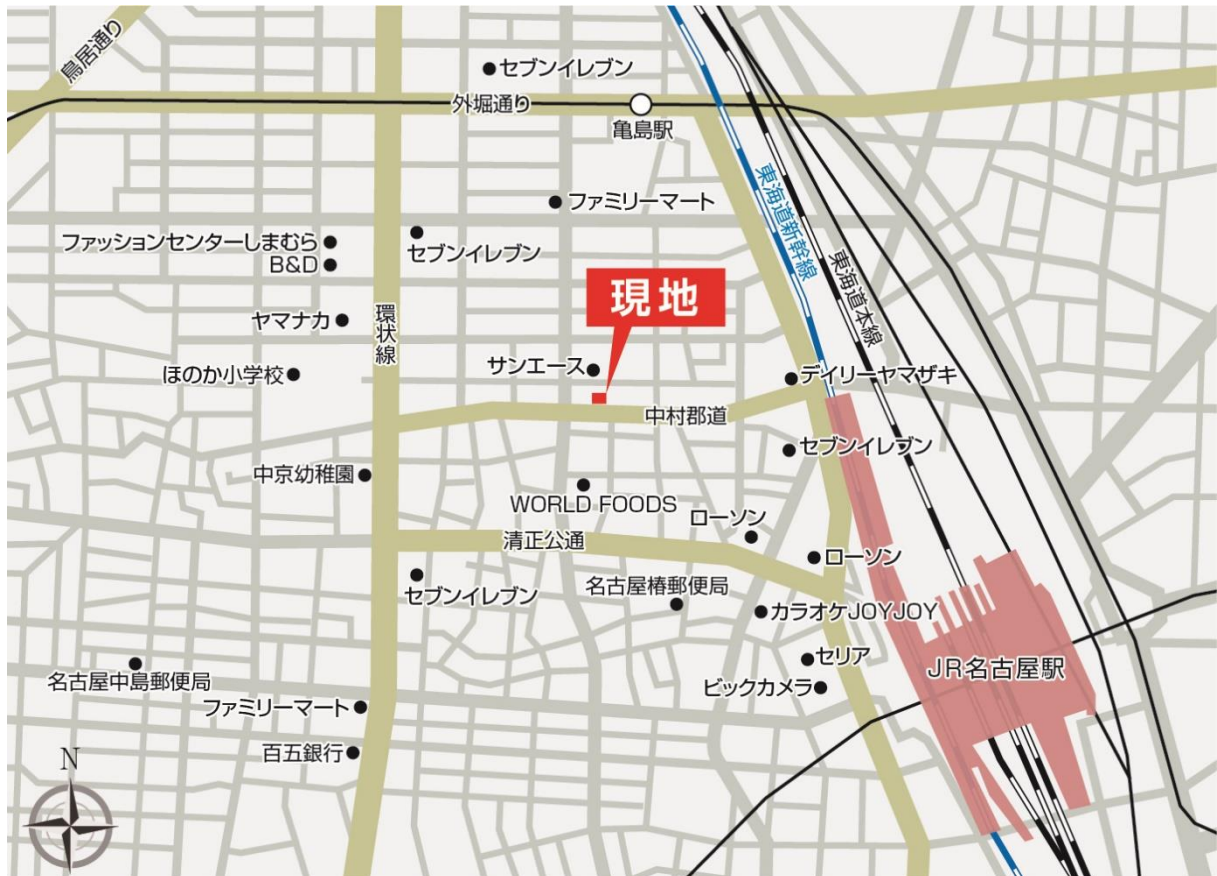 鳥居通り
セブンイレブン
外堀通り
亀島駅
東海道新幹線
ファミリーマート
セブンイレブン
ファッションセンターしまむら
B&D
東海道本線
現地
環状線
ヤマナカ
サンエース
ほのか小学校
デイリーヤマザキ
中村郡道
セブンイレブン
中京幼稚園
WORLD FOODS
ローソン
清正公通
ローソン
セブンイレブン
名古屋椿郵便局
カラオケJOYJOY
セリア
JR名古屋駅
名古屋中島郵便局
ビックカメラ
ファミリーマート
百五銀行
N